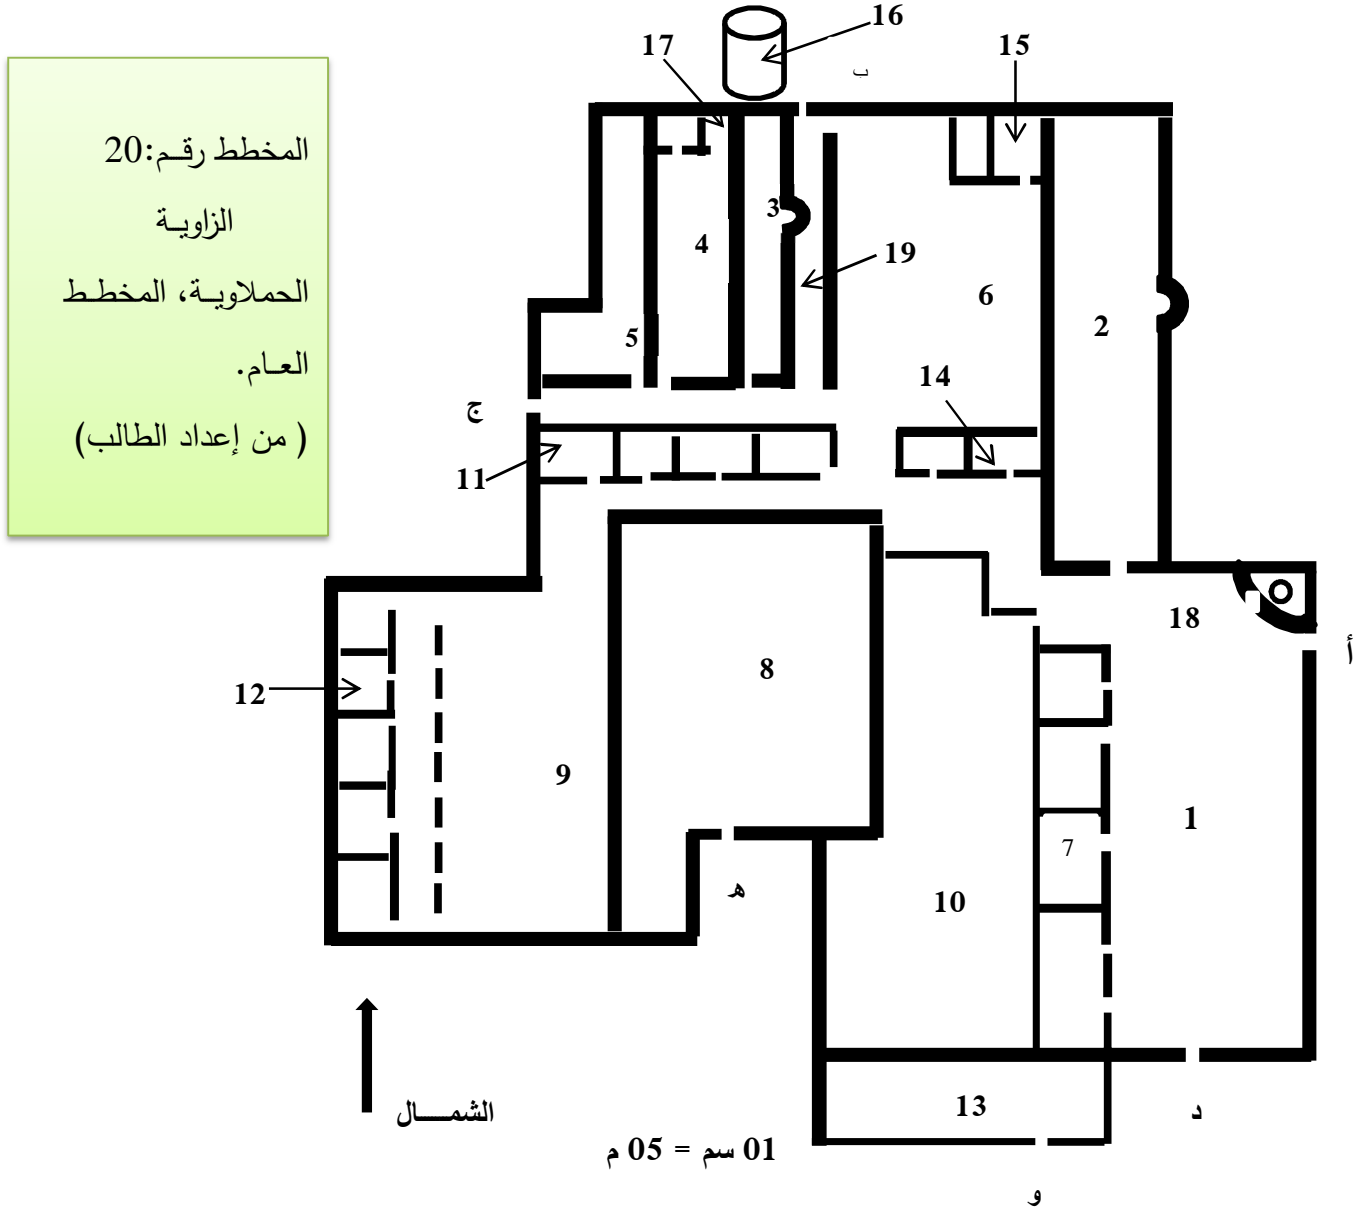 المخطط رقم:20
الزاوية
الحملاوية، المخطط
العام.
( من إعداد الطالب)
16
17
15
ب
3
4
19
6
2
5
14
ج
11
18
أ
12
8
9
1
7
10
ه
13
د
الشمال
01 سم = 05 م
و